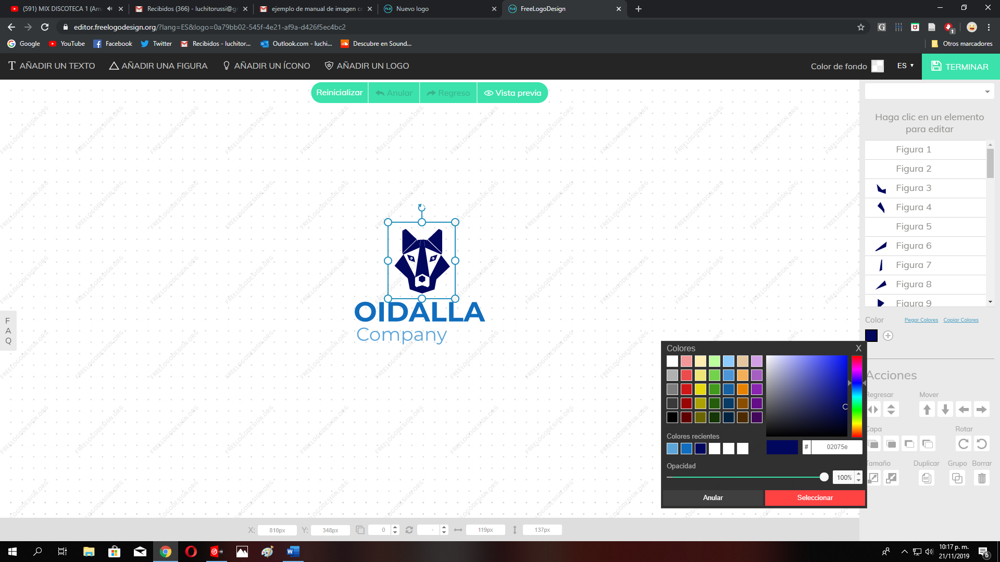 (591) MIX DISCOTECA 1 (Am
Recibidos (366) - luchitorussi@g
ejemplo de manual de imagen c
Nuevo logo
FreeLogoDesign
editor.freelogodesign.org/?lang=ES&logo=0a79bb02-545f-4e21-af9a-d426f5ec4bc2
Google
YouTube
Facebook
Twitter
Recibidos - luchitor...
Outlook.com - luchi...
Descubre en Sound...
Otros marcadores
AÑADIR UN TEXTO
AÑADIR UNA FIGURA
AÑADIR UN ÍCONO
AÑADIR UN LOGO
Color de fondo
ES
TERMINAR
Reinicializar
Anular
Regreso
Vista previa
Haga clic en un elemento
para editar
Figura 1
Figura 2
Figura 3
Figura 4
Figura 5
Figura 6
Figura 7
Figura 8
Figura 9
FREELOGODESIGN.ORG
OIDALLA
Company
F
A
Q
Color
Pegar Colores
Copiar Colores
Colores
X
Colores recientes
# 02075e
Opacidad
100%
Anular
Seleccionar
Acciones
Regresar
Mover
Capa
Rotar
Tamaño
Duplicar
Grupo
Borrar
X: 810px
Y: 348px
0
-
119px
137px
10:17 p. m.
21/11/2019
6